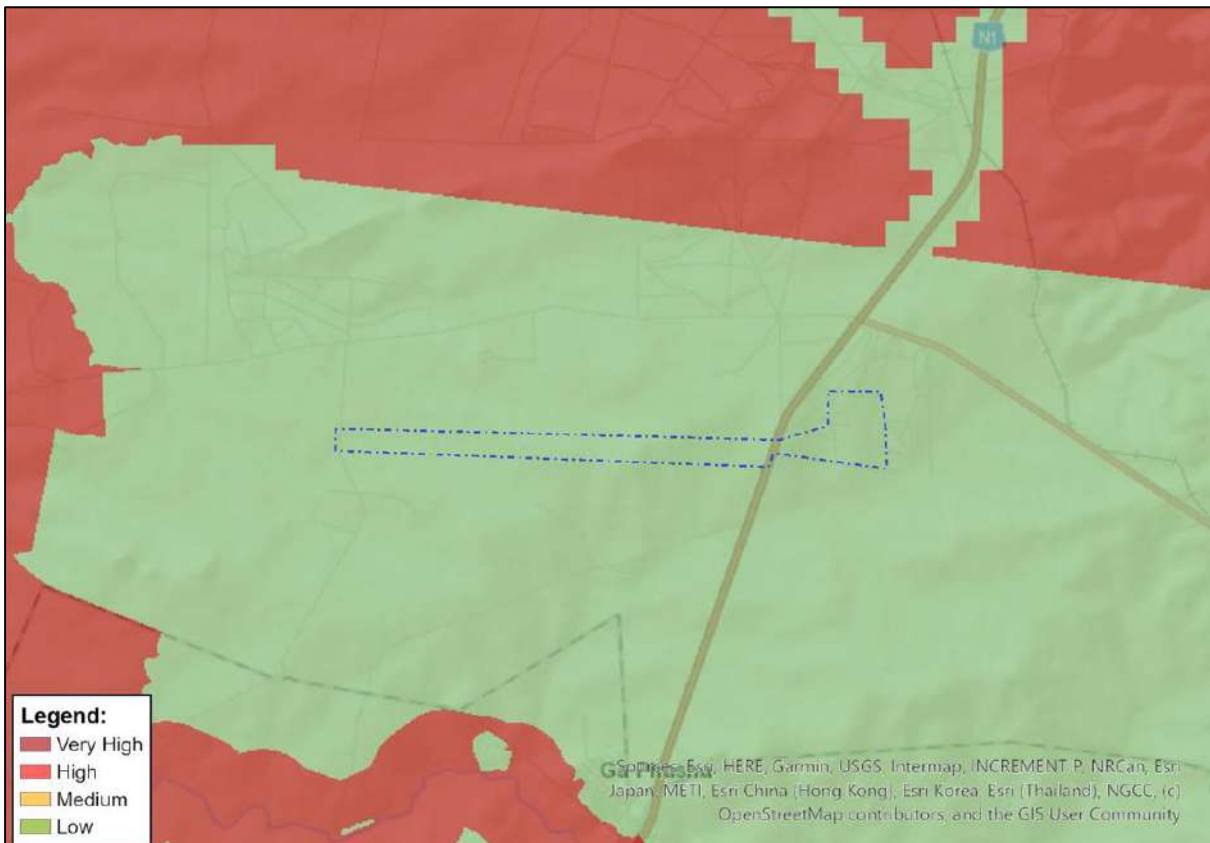 N1
Legend:
Very High
High
Medium
Low
Sources: Esri, HERE, Garmin, USGS, Intermap, INCREMENT P, NRCan, Esri
Japan, METI, Esri China (Hong Kong), Esri Korea, Esri (Thailand), NGCC, (c)
OpenStreetMap contributors, and the GIS User Community